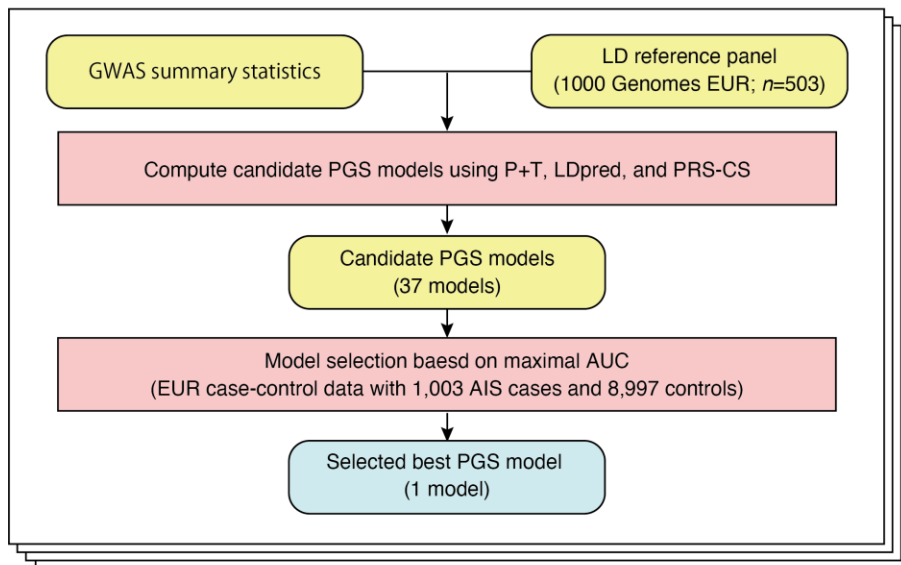 GWAS summary statistics
LD reference panel
(1000 Genomes EUR; n=503)
Compute candidate PGS models using P+T, LDpred, and PRS-CS
Candidate PGS models
(37 models)
Model selection baesd on maximal AUC
(EUR case-control data with 1,003 AIS cases and 8,997 controls)
Selected best PGS model
(1 model)